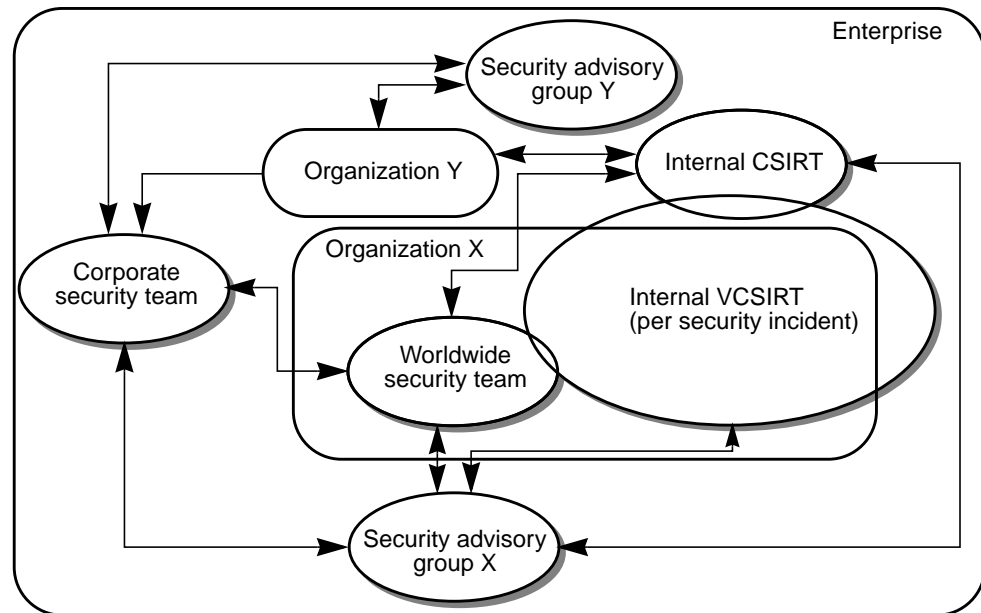 Enterprise
Security advisory
group Y
Organization Y
Internal CSIRT
Organization X
Corporate
security team
Internal VCSIRT
(per security incident)
Worldwide
security team
Security advisory
group X